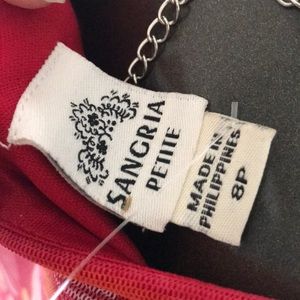 SANGRIA
PETITE
MADE IN
PHILIPPINES
8P